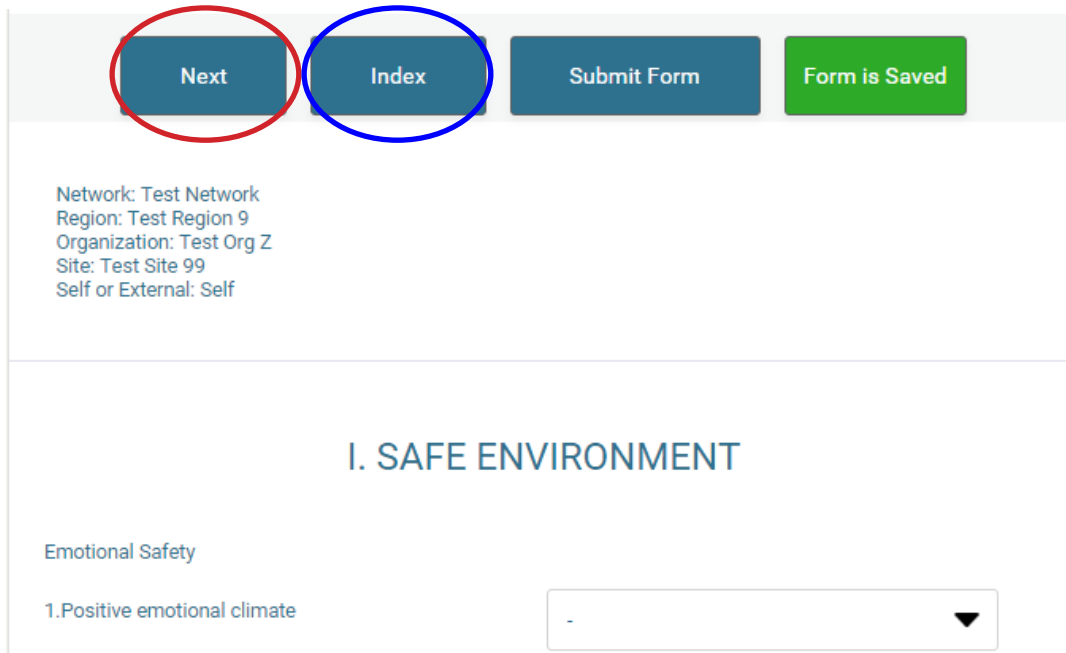 Next Index Submit Form Form is Saved
Network: Test Network
Region: Test Region 9
Organization: Test Org Z
Site: Test Site 99
Self or External: Self
I. SAFE ENVIRONMENT
Emotional Safety
1.Positive emotional climate -